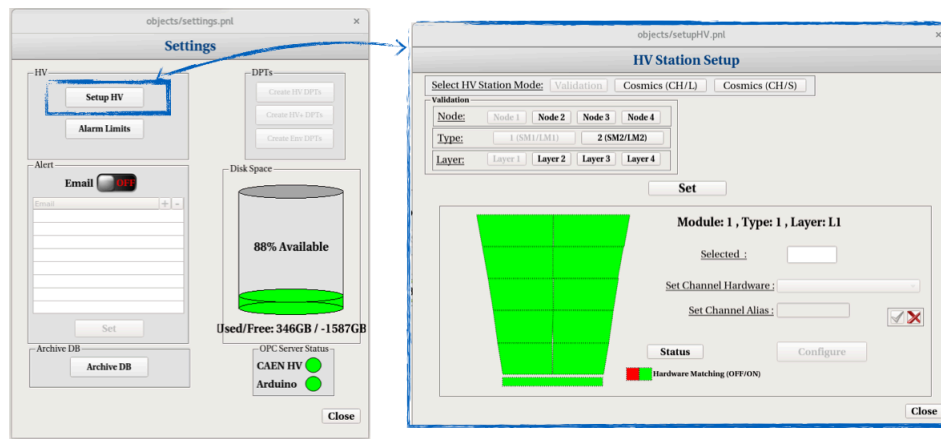 objects/settings.pnl ×
Settings
HV
Setup HV
Alarm Limits
DPTs
Create HV DPTs
Create HV+ DPTs
Create Env DPTs
Alert
Email OFF
Email + -
Set
Disk Space
88% Available
Used/Free: 346GB / -1587GB
Archive DB
Archive DB
OPC Server Status
CAEN HV
Arduino
Close
objects/setupHV.pnl ×
HV Station Setup
Select HV Station Mode: Validation Cosmics (CH/L) Cosmics (CH/S)
Validation
Node: Node 1 Node 2 Node 3 Node 4
Type: 1 (SM1/LM1) 2 (SM2/LM2)
Layer: Layer 1 Layer 2 Layer 3 Layer 4
Set
Module: 1 , Type: 1 , Layer: L1
Selected :
Set Channel Hardware :
Set Channel Alias :
Status Configure
Hardware Matching (OFF/ON)
Close